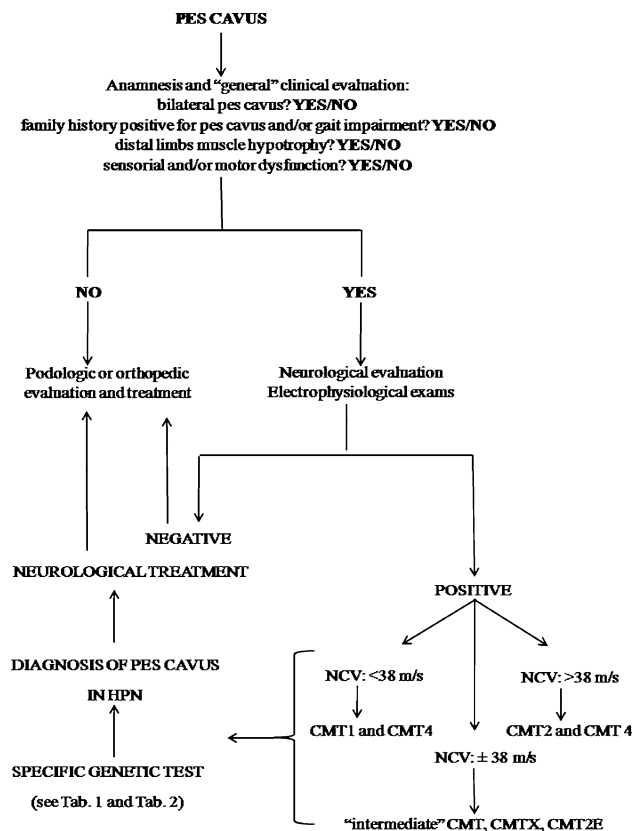 PES CAVUS
Anamnesis and “general” clinical evaluation:
bilateral pes cavus? YES/NO
family history positive for pes cavus and/or gait impairment? YES/NO
distal limbs muscle hypotrophy? YES/NO
sensorial and/or motor dysfunction? YES/NO
NO
YES
Podologic or orthopedic
evaluation and treatment
Neurological evaluation
Electrophysiological exams
NEGATIVE
NEUROLOGICAL TREATMENT
POSITIVE
DIAGNOSIS OF PES CAVUS
IN HPN
SPECIFIC GENETIC TEST
(see Tab. 1 and Tab. 2)
NCV: <38 m/s
CMT1 and CMT4
NCV: >38 m/s
CMT2 and CMT 4
NCV: ± 38 m/s
“intermediate” CMT, CMTX, CMT2E